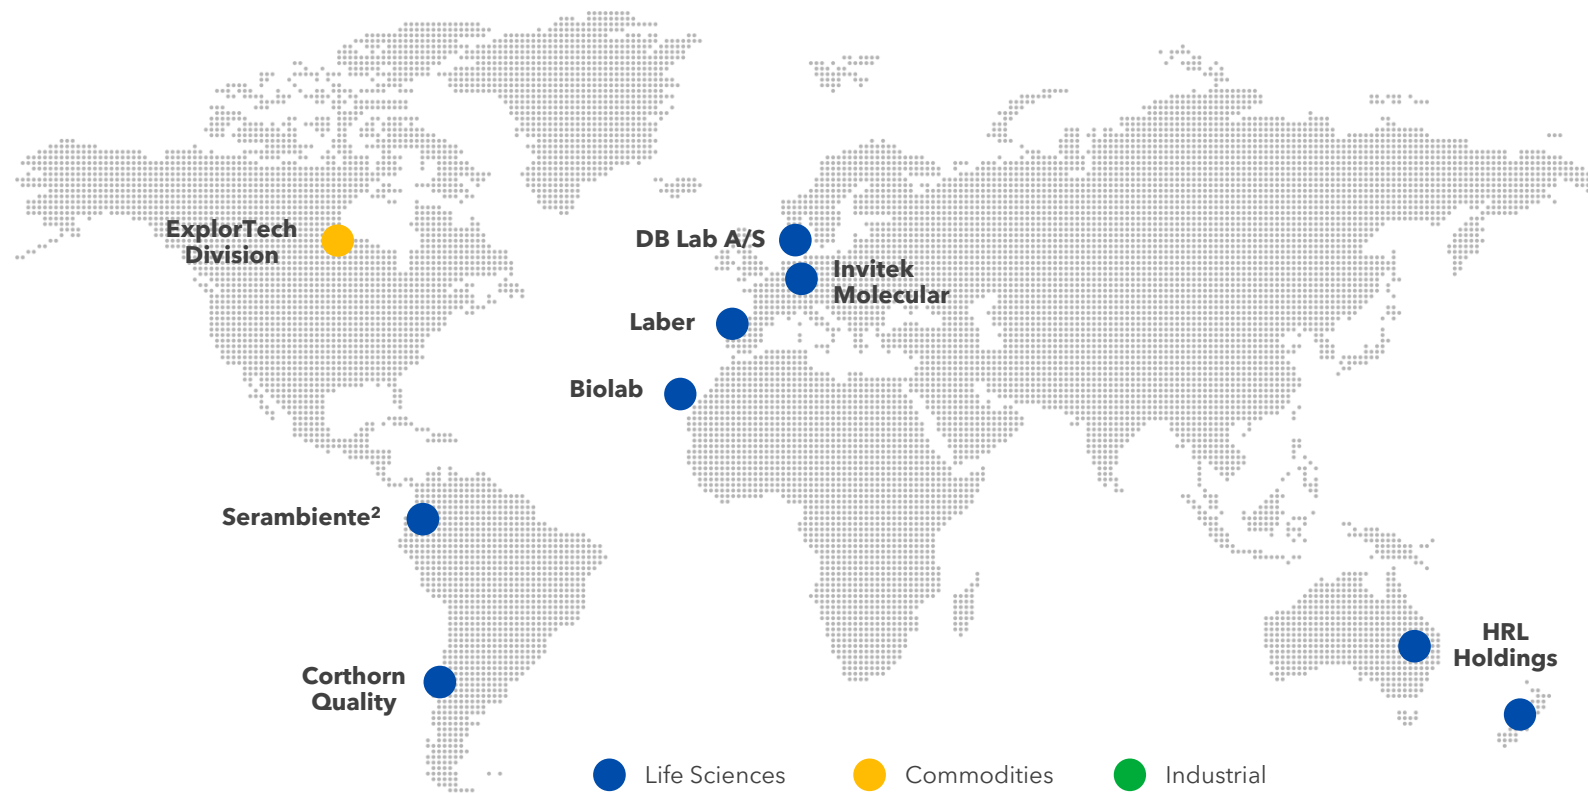 ExplorTech
Division
DB Lab A/S
Invitek
Molecular
Laber
Biolab
Serambiente²
HRL
Holdings
Corthorn
Quality
Life Sciences
Commodities
Industrial